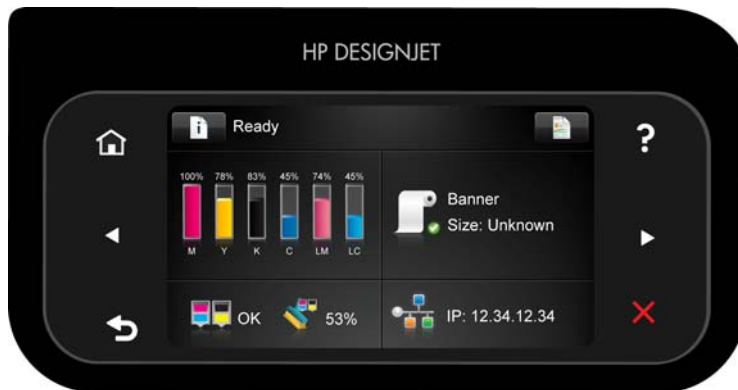 HP DESIGNJET
i Ready
?
100% 78% 83% 45% 74% 45%
M Y K C LM LC
Banner
Size: Unknown
OK
53%
IP: 12.34.12.34